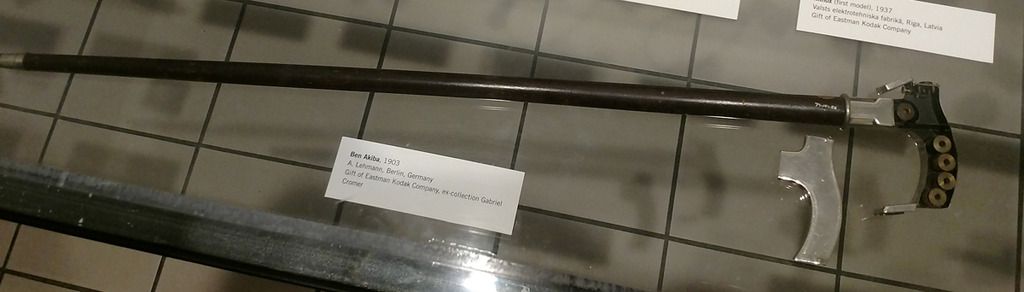 (first model), 1937
Valsts elektrotehniska fabrika, Riga, Latvia
Gift of Eastman Kodak Company
Ben Akiba, 1903
A. Lehmann, Berlin, Germany
Gift of Eastman Kodak Company, ex-collection Gabriel
Cromer